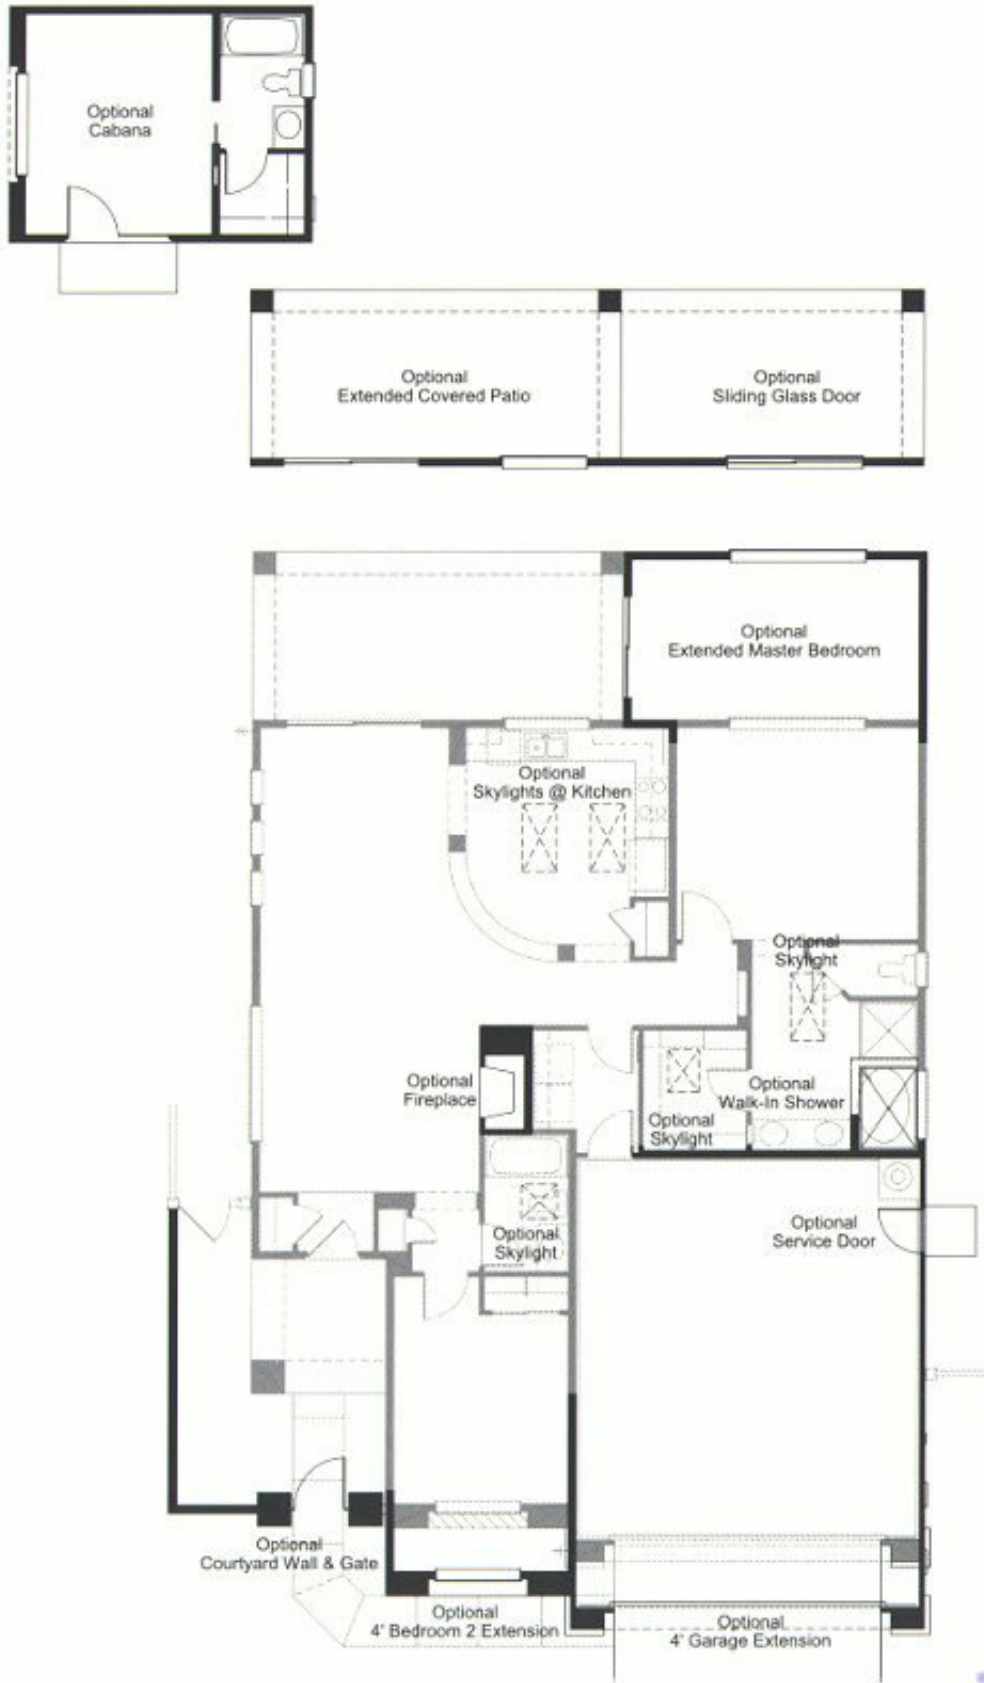 Optional
Cabana
Optional
Extended Covered Patio
Optional
Sliding Glass Door
Optional
Extended Master Bedroom
Optional
Skylights @ Kitchen
Optional
Skylight
Optional
Fireplace
Optional
Walk-In Shower
Optional
Skylight
Optional
Skylight
Optional
Service Door
Optional
Courtyard Wall & Gate
Optional
4' Bedroom 2 Extension
Optional
4' Garage Extension